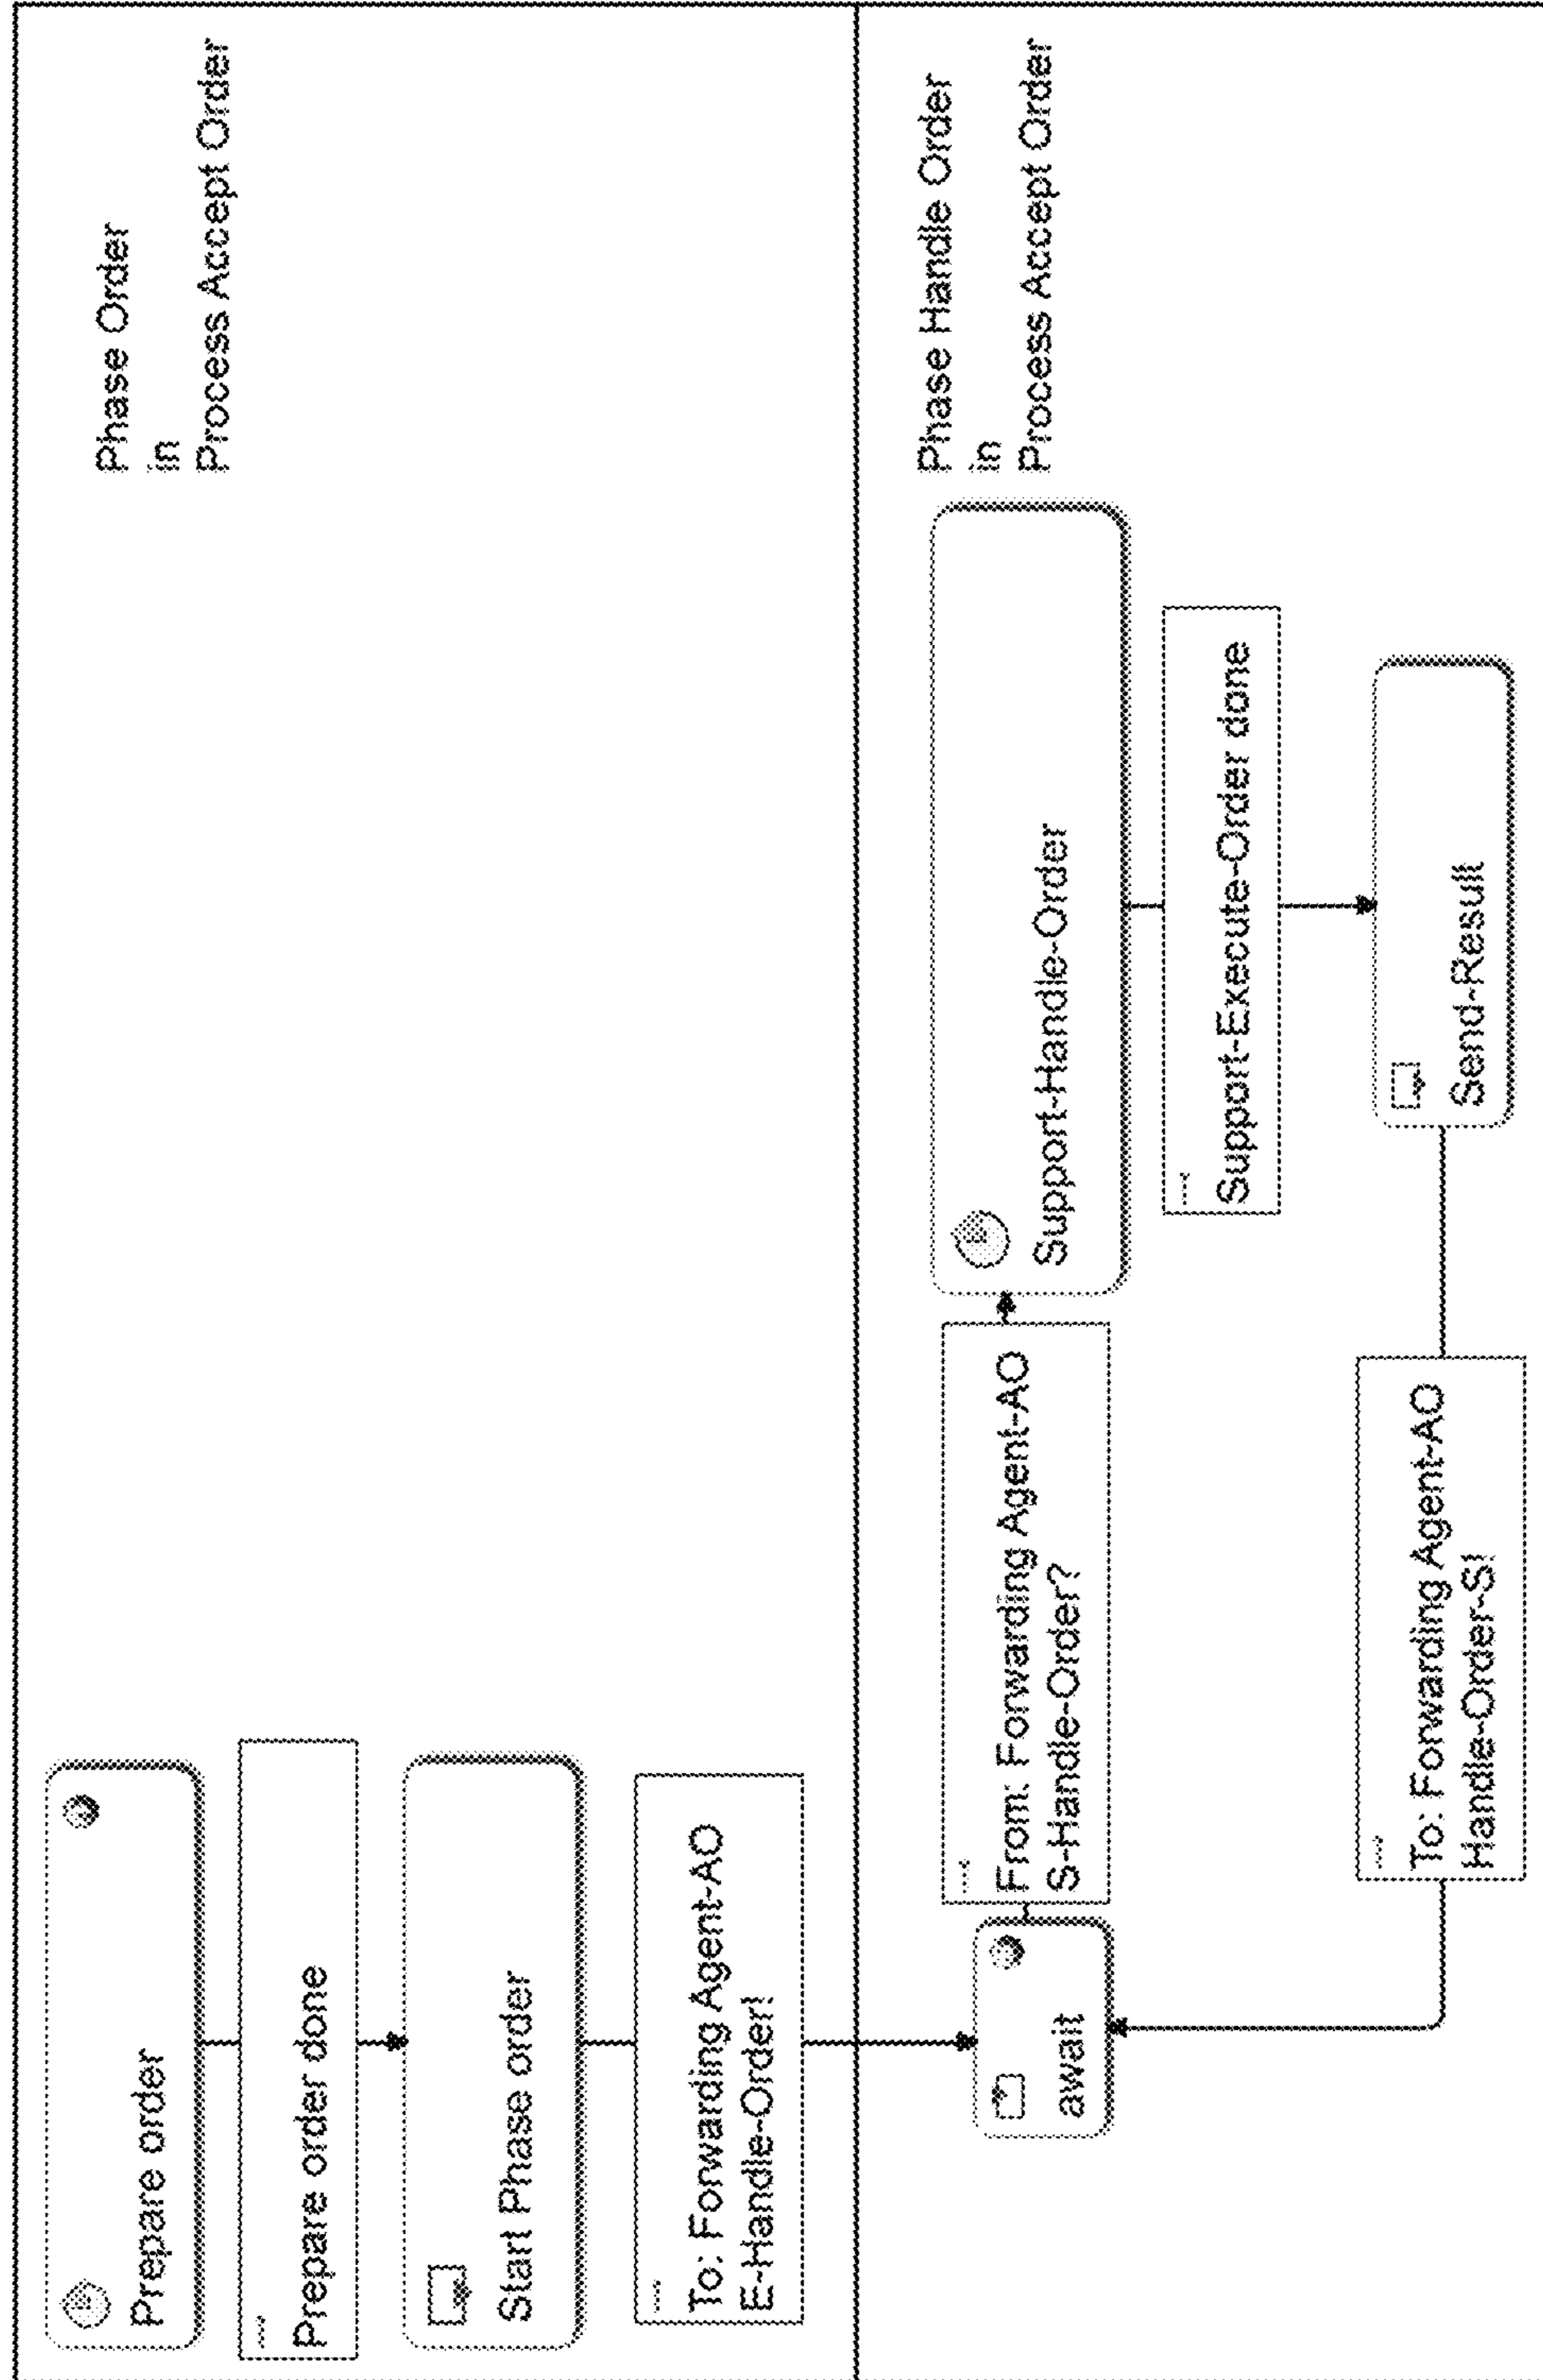 Prepare order
Prepare order done
Start Phase order
To: Forwarding Agent-AO
E-Handle-Order!
Phase Order
in
Process Accept Order
await
From: Forwarding Agent-AO
S-Handle-Order?
Support-Handle-Order
Support-Execute-Order done
Send-Result
To: Forwarding Agent-AO
Handle-Order-S!
Phase Handle Order
in
Process Accept Order